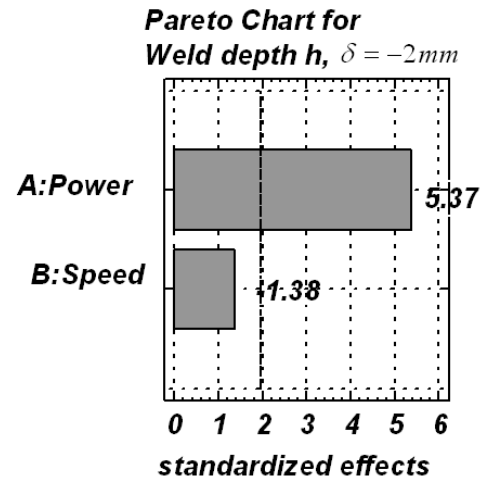 Pareto Chart for
Weld depth h, δ = −2mm
A:Power
5.37
B:Speed
-1.38
0 1 2 3 4 5 6
standardized effects